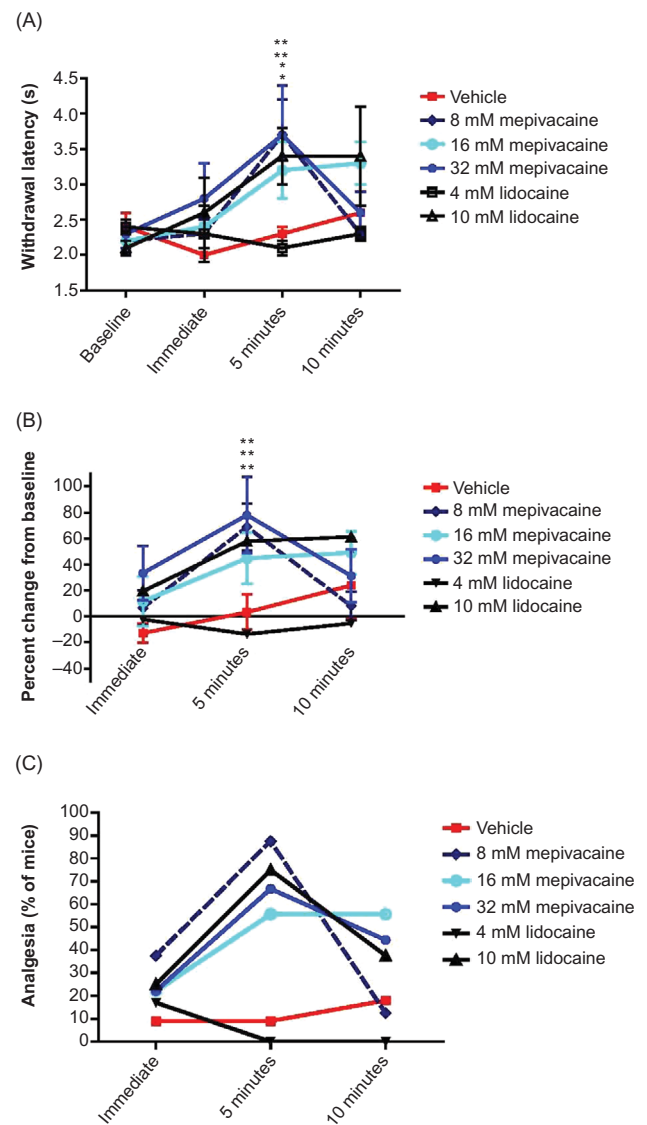 (A)
**
**
*
*
4.5
4.0
3.5
3.0
2.5
2.0
1.5
Withdrawal latency (s)
Baseline
Immediate
5 minutes
10 minutes
Vehicle
8 mM mepivacaine
16 mM mepivacaine
32 mM mepivacaine
4 mM lidocaine
10 mM lidocaine
(B)
**
**
**
100
80
60
40
20
0
–20
–40
Percent change from baseline
Immediate
5 minutes
10 minutes
Vehicle
8 mM mepivacaine
16 mM mepivacaine
32 mM mepivacaine
4 mM lidocaine
10 mM lidocaine
(C)
100
90
80
70
60
50
40
30
20
10
0
Analgesia (% of mice)
Immediate
5 minutes
10 minutes
Vehicle
8 mM mepivacaine
16 mM mepivacaine
32 mM mepivacaine
4 mM lidocaine
10 mM lidocaine